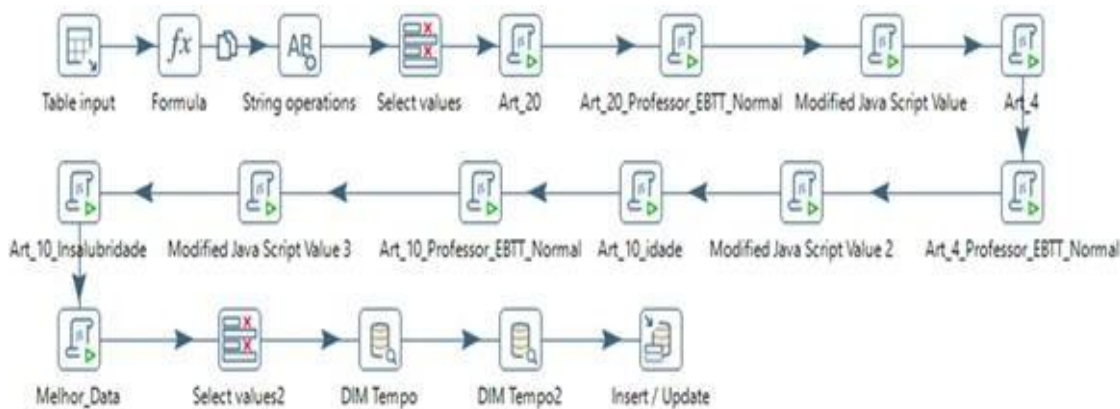 Table input Formula String operations Select values Art_20 Art_20_Professor_EBTT_Normal Modified Java Script Value Art_4
Art_10_Insalubridade Modified Java Script Value 3 Art_10_Professor_EBTT_Normal Art_10_idade Modified Java Script Value 2 Art_4_Professor_EBTT_Normal
Melhor_Data Select values2 DIM Tempo DIM Tempo2 Insert / Update